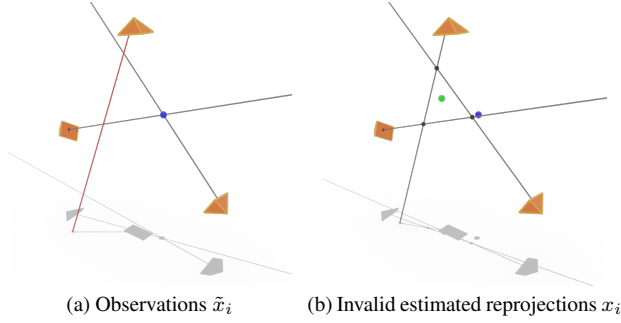 (a) Observations x̃ᵢ
(b) Invalid estimated reprojections xᵢ